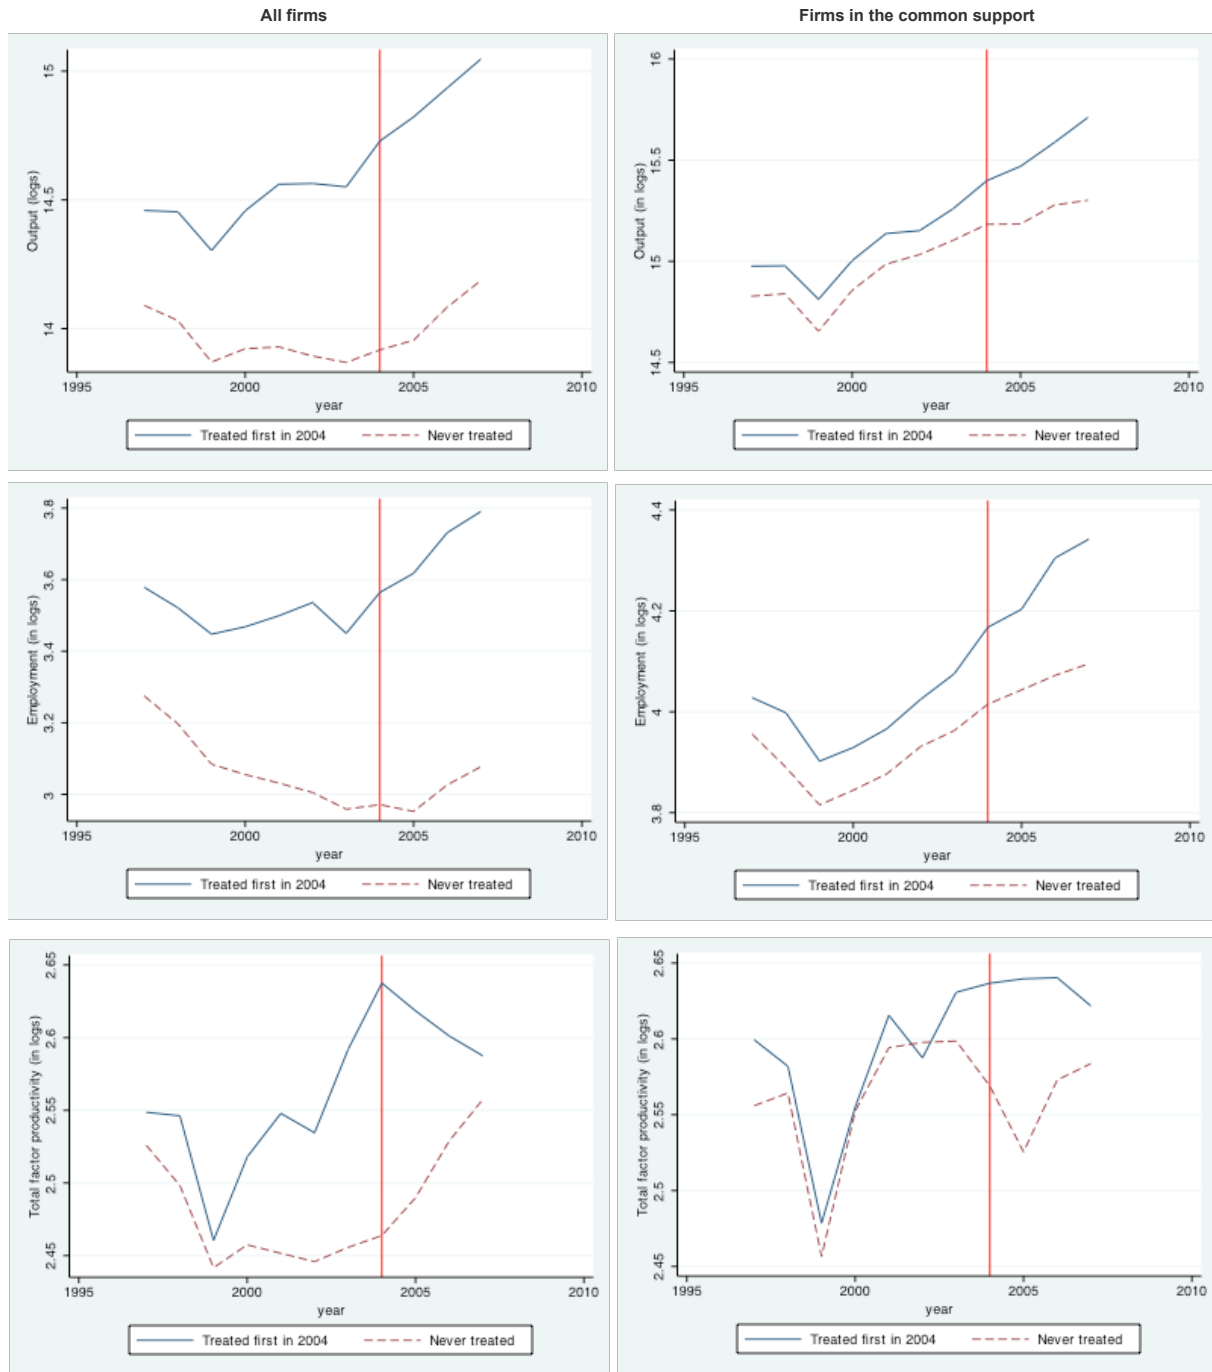 All firms
Firms in the common support
Output (logs)
15
14.5
14
1995
2000
2005
2010
year
Treated first in 2004
Never treated
Output (in logs)
16
15.5
15
14.5
1995
2000
2005
2010
year
Treated first in 2004
Never treated
Employment (in logs)
3.8
3.6
3.4
3.2
3
1995
2000
2005
2010
year
Treated first in 2004
Never treated
Employment (in logs)
4.4
4.2
4
3.8
1995
2000
2005
2010
year
Treated first in 2004
Never treated
Total factor productivity (in logs)
2.65
2.6
2.55
2.5
2.45
1995
2000
2005
2010
year
Treated first in 2004
Never treated
Total factor productivity (in logs)
2.65
2.6
2.55
2.5
2.45
1995
2000
2005
2010
year
Treated first in 2004
Never treated